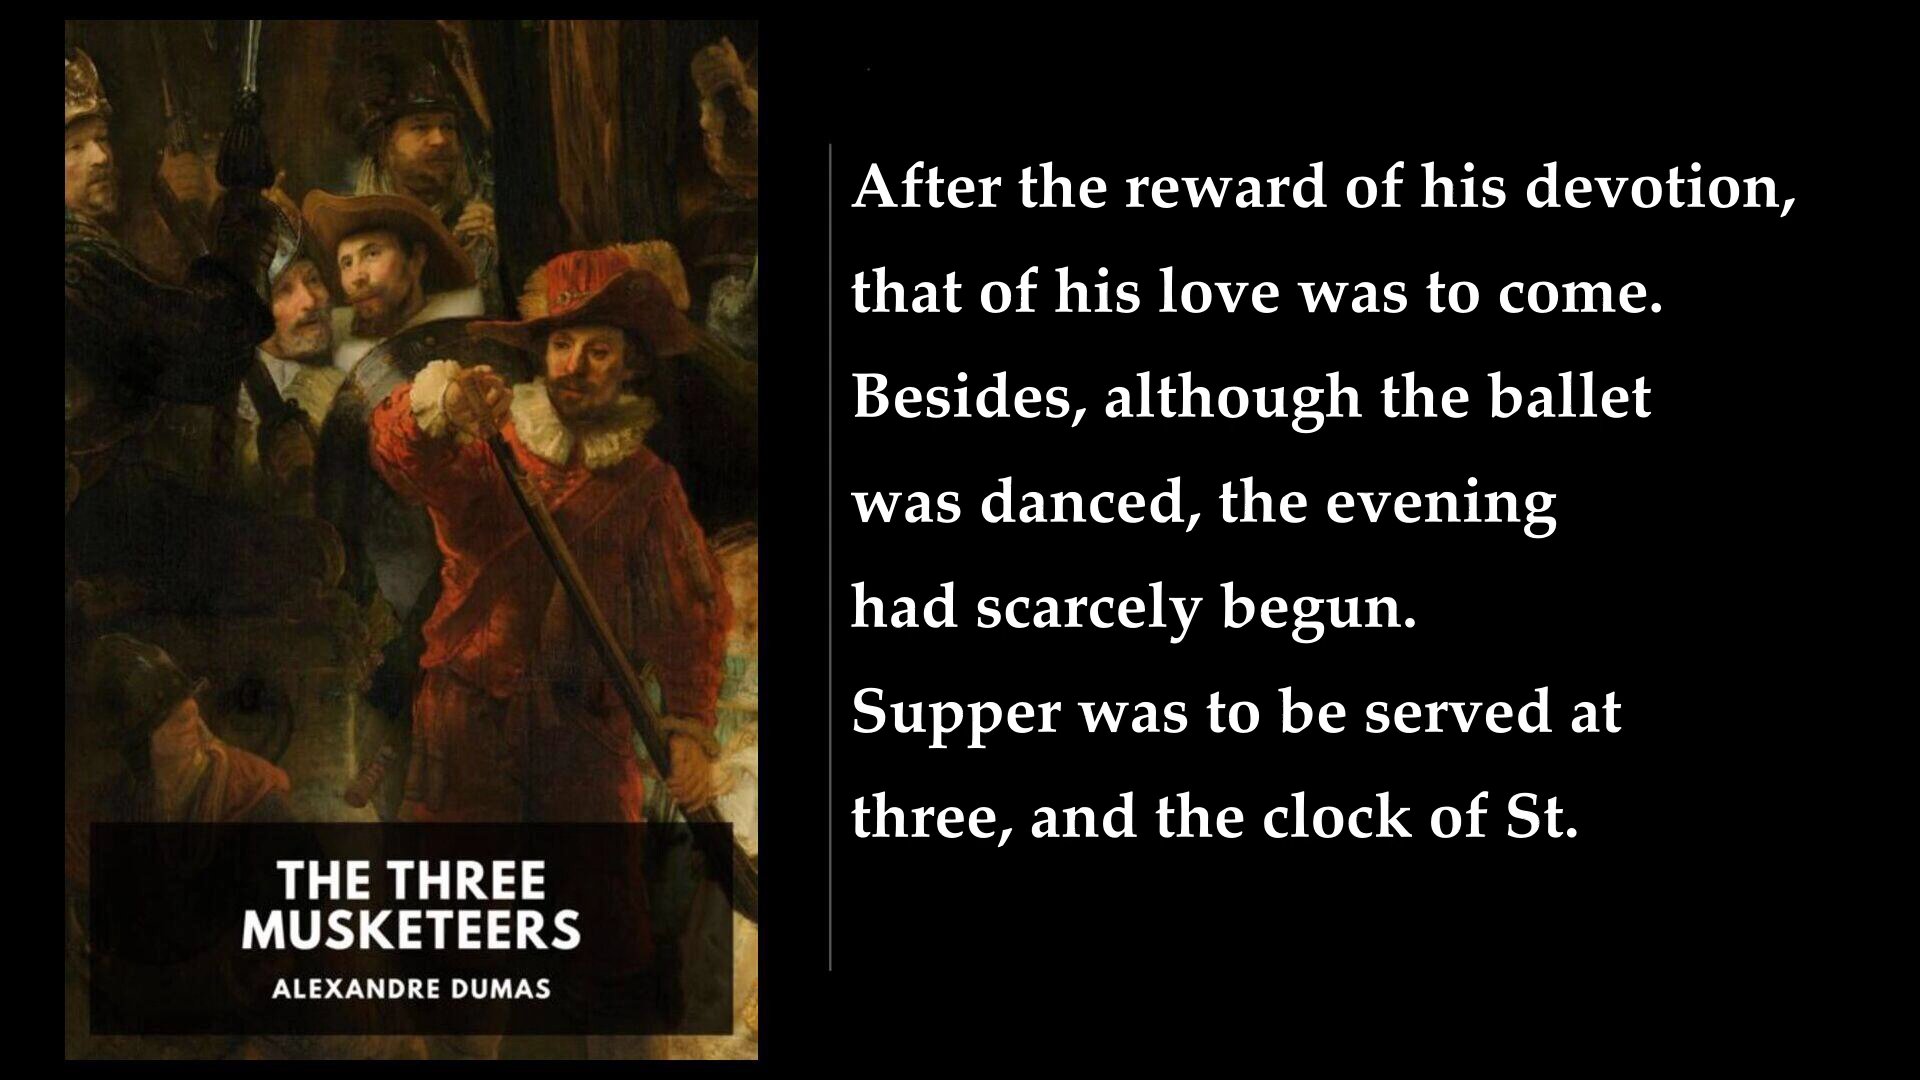 After the reward of his devotion,
that of his love was to come.
Besides, although the ballet
was danced, the evening
had scarcely begun.
Supper was to be served at
three, and the clock of St.
THE THREE
MUSKETEERS
ALEXANDRE DUMAS